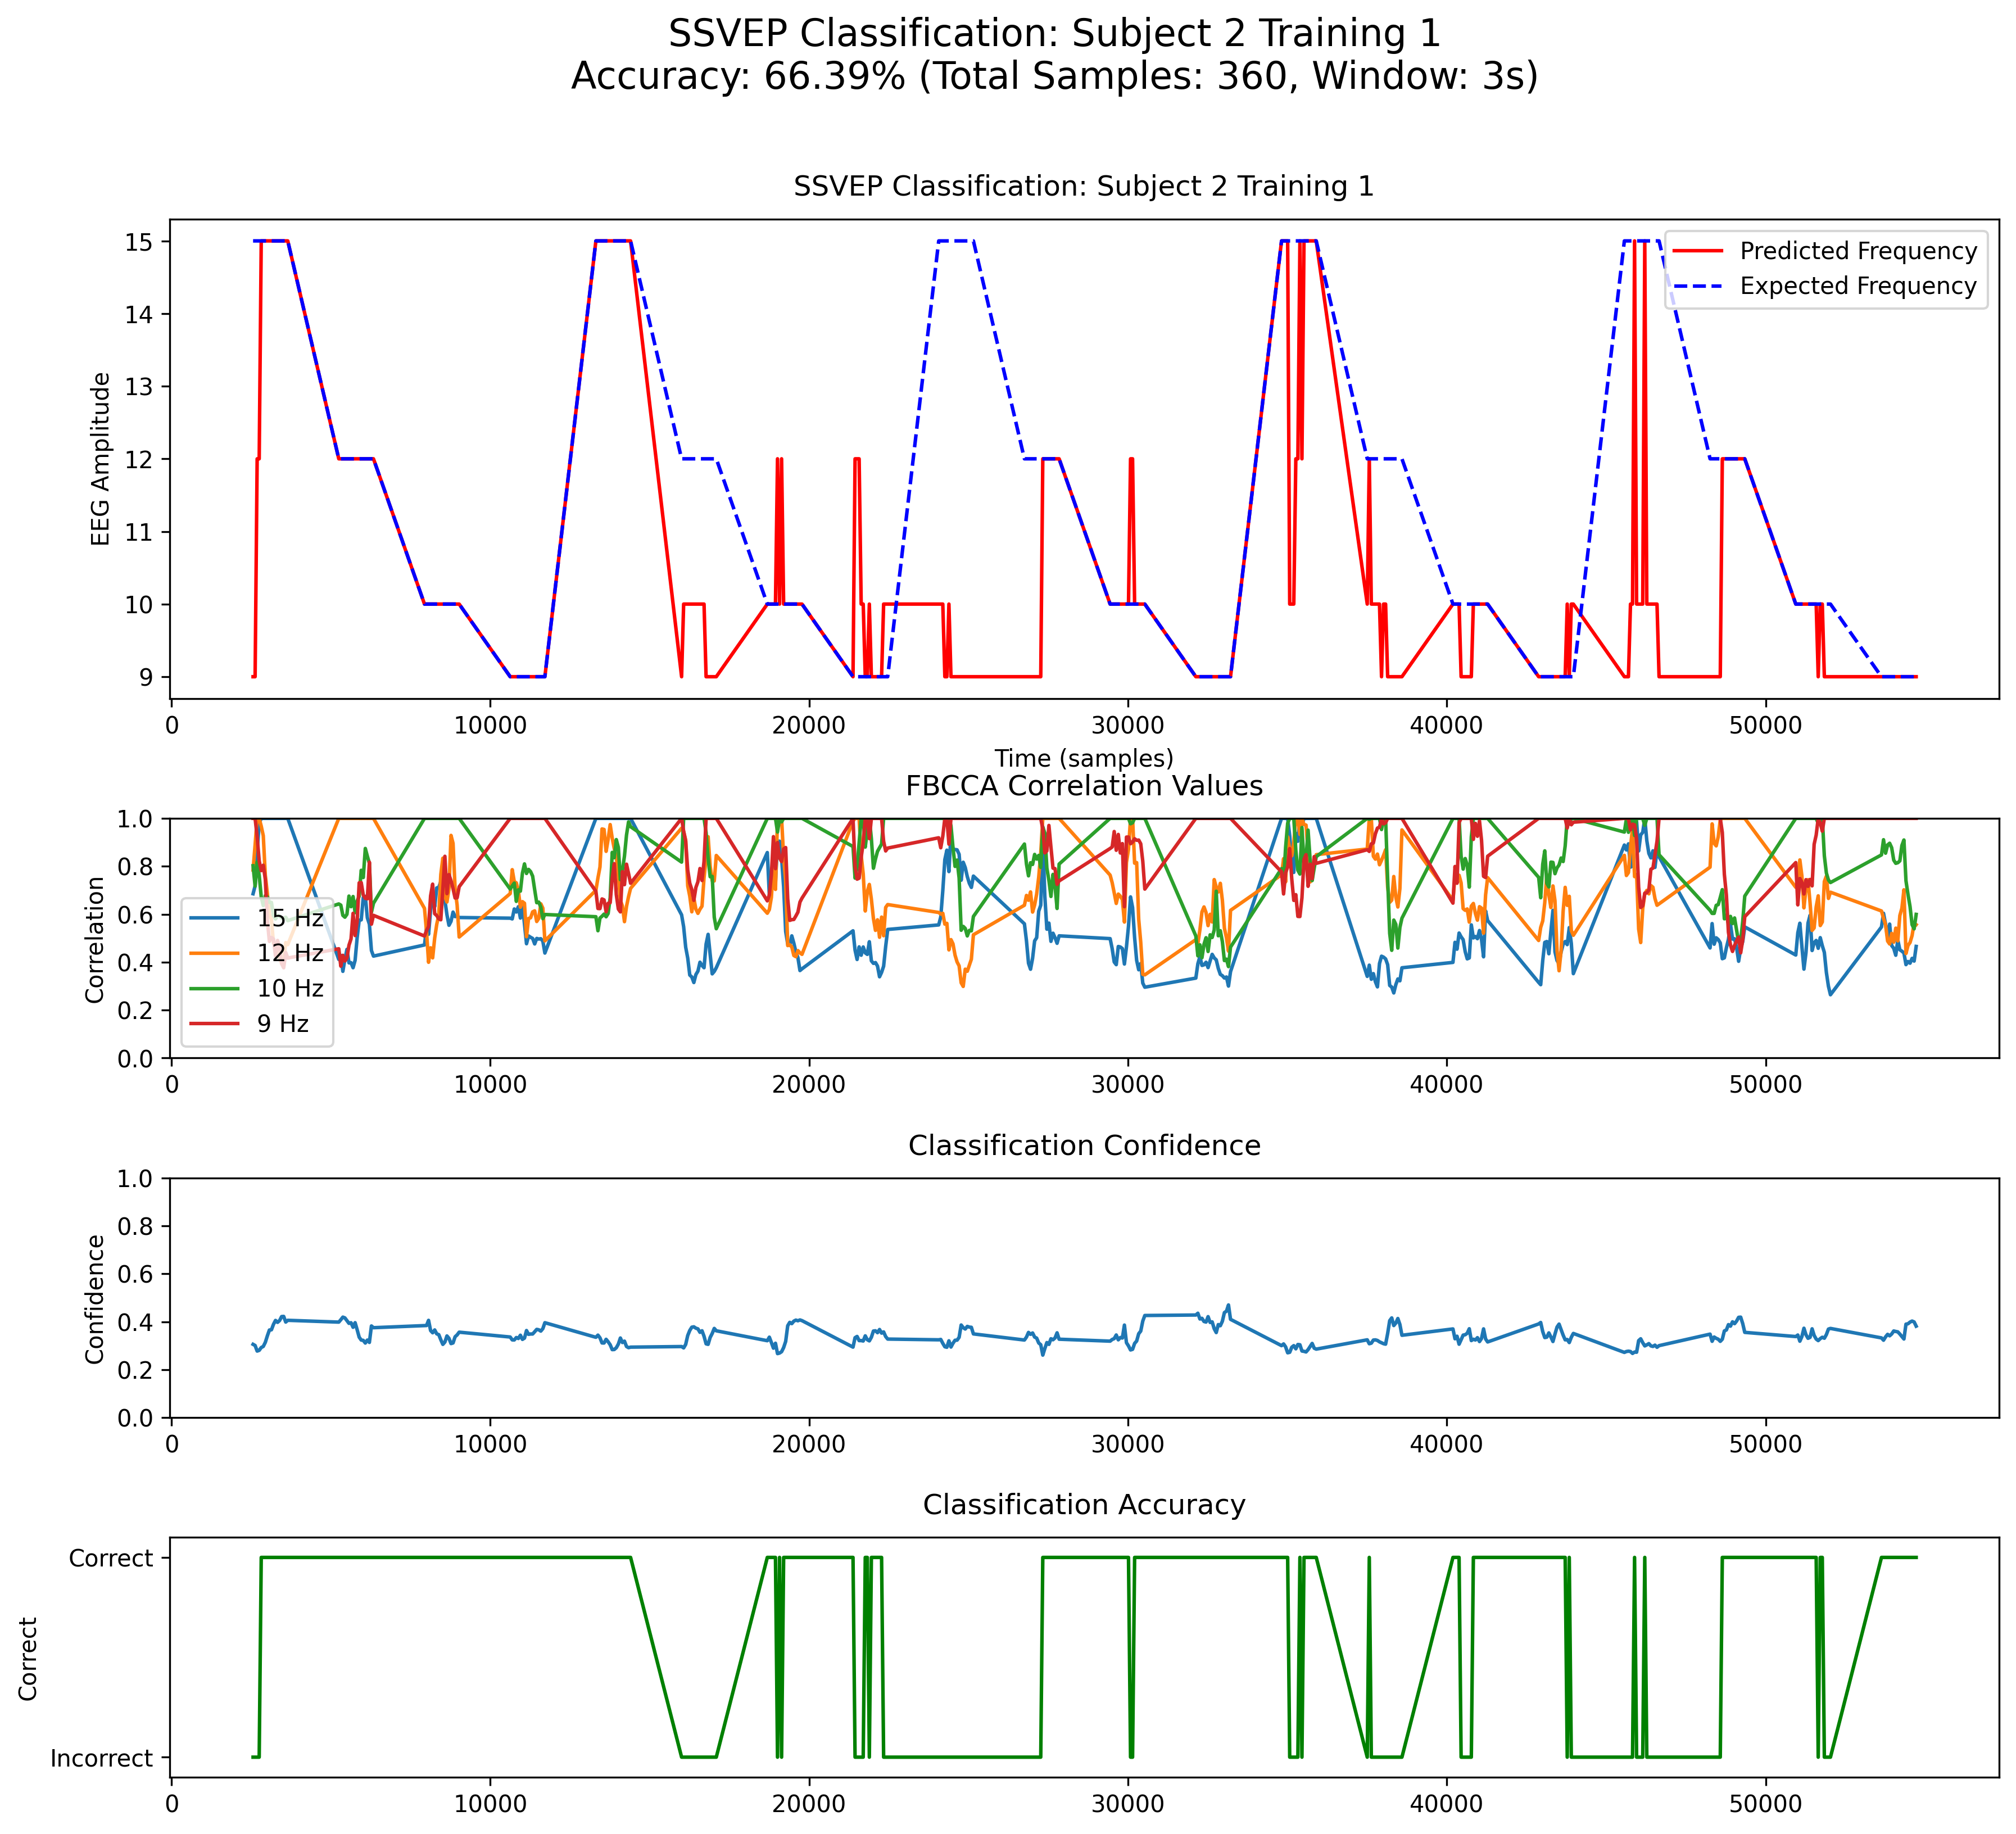 SSVEP Classification: Subject 2 Training 1
Accuracy: 66.39% (Total Samples: 360, Window: 3s)
SSVEP Classification: Subject 2 Training 1
EEG Amplitude
15
14
13
12
11
10
9
Predicted Frequency
Expected Frequency
0 10000 20000 30000 40000 50000
Time (samples)
FBCCA Correlation Values
Correlation
1.0
0.8
0.6
0.4
0.2
0.0
15 Hz
12 Hz
10 Hz
9 Hz
0 10000 20000 30000 40000 50000
Classification Confidence
Confidence
1.0
0.8
0.6
0.4
0.2
0.0
0 10000 20000 30000 40000 50000
Classification Accuracy
Correct
Correct
Incorrect
0 10000 20000 30000 40000 50000